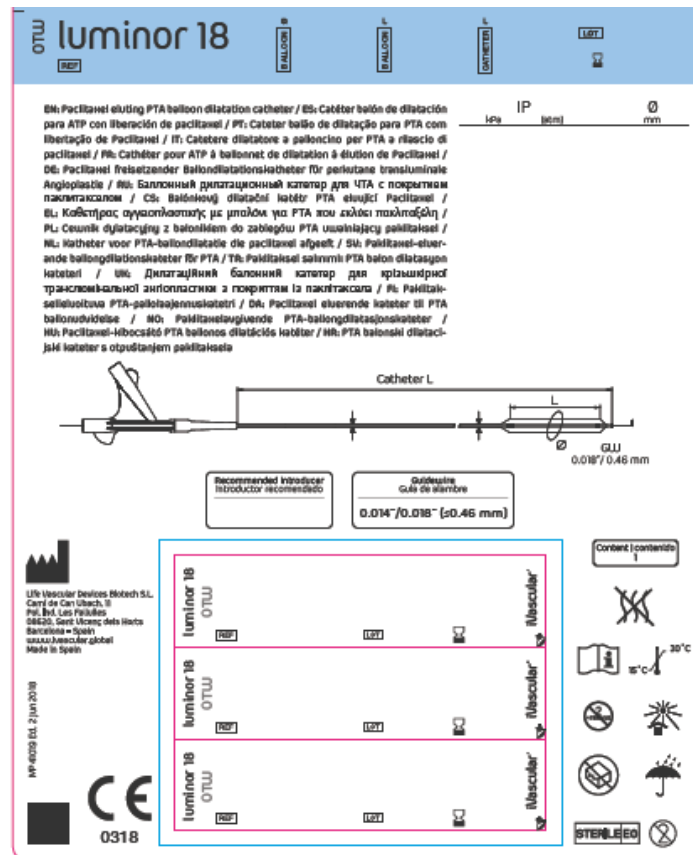 OTW
luminor 18
REF
B
BALLOON
L
BALLOON
L
CATHETER
LOT
IP
kPa (atm)
Ø
mm
EN: Paclitaxel eluting PTA balloon dilatation catheter / ES: Catéter balón de dilatación
para ATP con liberación de paclitaxel / PT: Cateter balão de dilatação para PTA com
libertação de Paclitaxel / IT: Catetere dilatatore a palloncino per PTA a rilascio di
paclitaxel / FR: Cathéter pour ATP à ballonnet de dilatation à élution de Paclitaxel /
DE: Paclitaxel freisetzender Ballondilatationskatheter für perkutane transluminale
Angioplastie / RU: Баллонный дилатационный катетер для ЧТА с покрытием
паклитакселом / CS: Balónkový dilatační katétr PTA eluující Paclitaxel /
EL: Καθετήρας αγγειοπλαστικής με μπαλόνι για PTA που εκλύει πακλιταξέλη /
PL: Cewnik dylatacyjny z balonikiem do zabiegów PTA uwalniający paklitaksel /
NL: Katheter voor PTA-ballondilatatie die paclitaxel afgeeft / SV: Paklitaxel-eluer-
ande ballongdilationskateter för PTA / TR: Paklitaksel salınımlı PTA balon dilatasyon
kateteri / UK: Дилатаційний балонний катетер для крізьшкірної
транслюмінальної ангіопластики з покриттям із паклітаксела / FI: Paklitak-
selieluoituva PTA-pallolaajennuskatetri / DA: Paclitaxel eluerende kateter til PTA
ballonudvidelse / NO: Paklitaxelavgivende PTA-ballongdilatasjonskateter /
HU: Paclitaxel-kibocsátó PTA ballonos dilatációs katéter / HR: PTA balonski dilataci-
jski kateter s otpuštanjem paklitaksela
Catheter L
L
Ø
GW
0.018"/ 0.46 mm
Recommended Introducer
Introductor recomendado
Guidewire
Guía de alambre
0.014"/0.018" (≤0.46 mm)
Content | contenido
1
Life Vascular Devices Biotech S.L.
Camí de Can Ubach, 11
Pol. Ind. Les Fallulles
08620, Sant Vicenç dels Horts
Barcelona - Spain
www.ivascular.global
Made in Spain
MP41019 Ed. 2 Jun 2018
CE
0318
luminor 18
OTW
REF
LOT
iVascular
luminor 18
OTW
REF
LOT
iVascular
luminor 18
OTW
REF
LOT
iVascular
15°C
30°C
STERILE EO
2